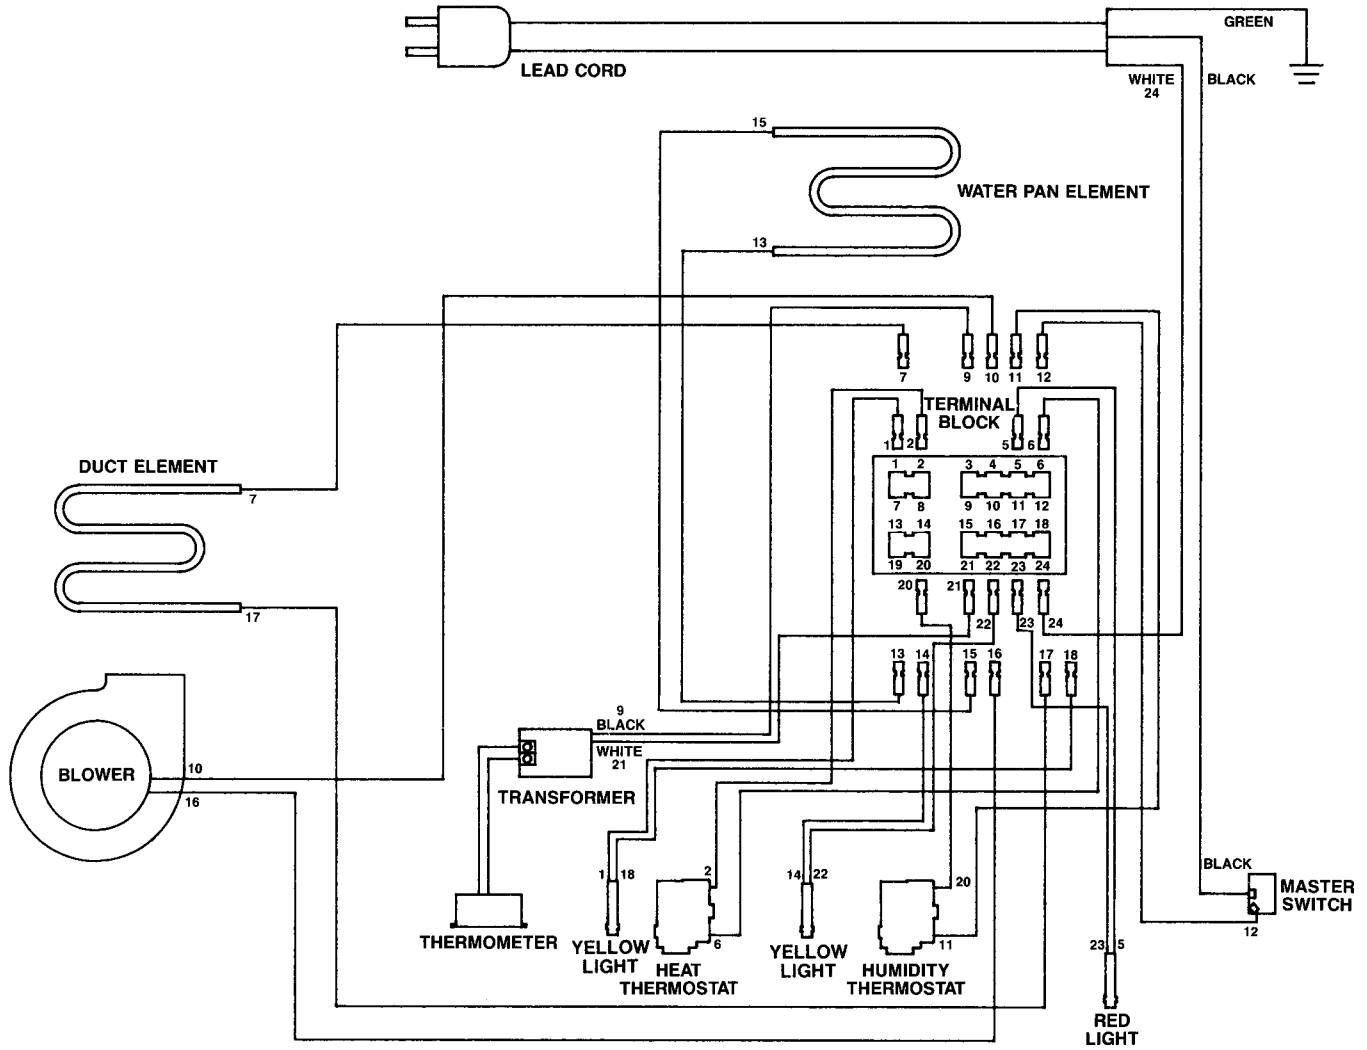 GREEN
LEAD CORD
WHITE
24
BLACK
15
WATER PAN ELEMENT
13
7 9 10 11 12
TERMINAL
BLOCK
1 2 5 6
DUCT ELEMENT
7
1 2 3 4 5 6
7 8 9 10 11 12
13 14 15 16 17 18
19 20 21 22 23 24
20 21
22 23 24
17
13 14 15 16 17 18
9
BLACK
WHITE
21
BLOWER
10
16
TRANSFORMER
1 18
2
14 22
20
BLACK
MASTER
SWITCH
12
THERMOMETER
YELLOW
LIGHT
6
HEAT
THERMOSTAT
YELLOW
LIGHT
11
HUMIDITY
THERMOSTAT
23 5
RED
LIGHT